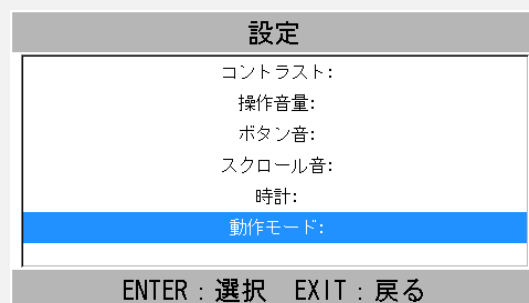 設定
コントラスト:
操作音量:
ボタン音:
スクロール音:
時計:
動作モード:
ENTER：選択　EXIT：戻る